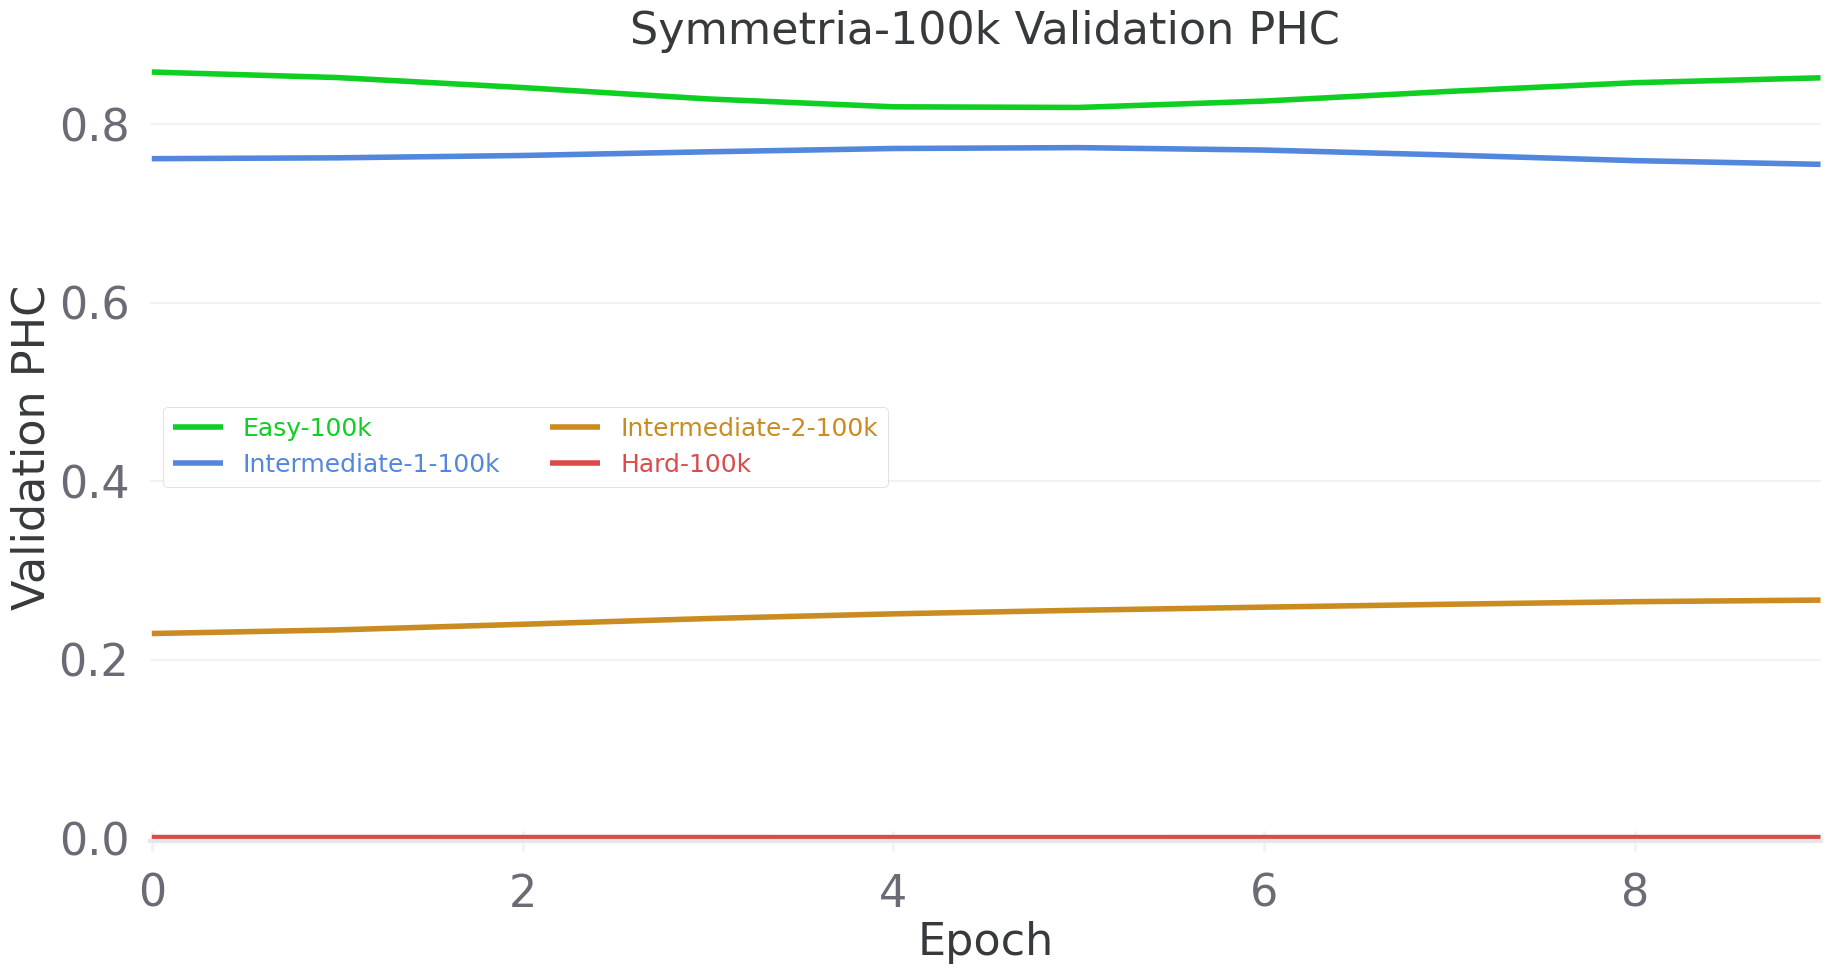 Symmetria-100k Validation PHC
Validation PHC
0.8
0.6
0.4
0.2
0.0
Easy-100k
Intermediate-1-100k
Intermediate-2-100k
Hard-100k
0 2 4 6 8
Epoch